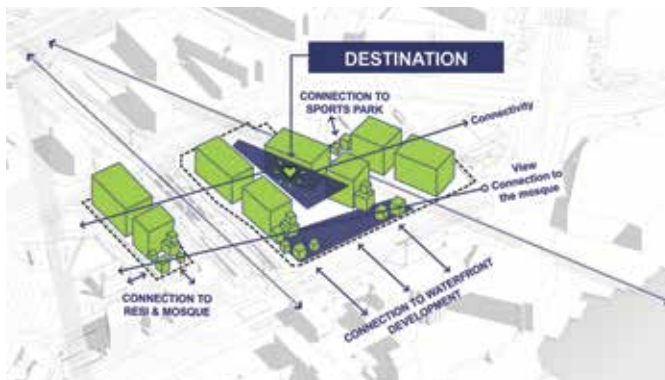 DESTINATION
CONNECTION TO
SPORTS PARK
Connectivity
View
Connection to
the mosque
CONNECTION TO
RESI & MOSQUE
CONNECTION TO WATERFRONT
DEVELOPMENT